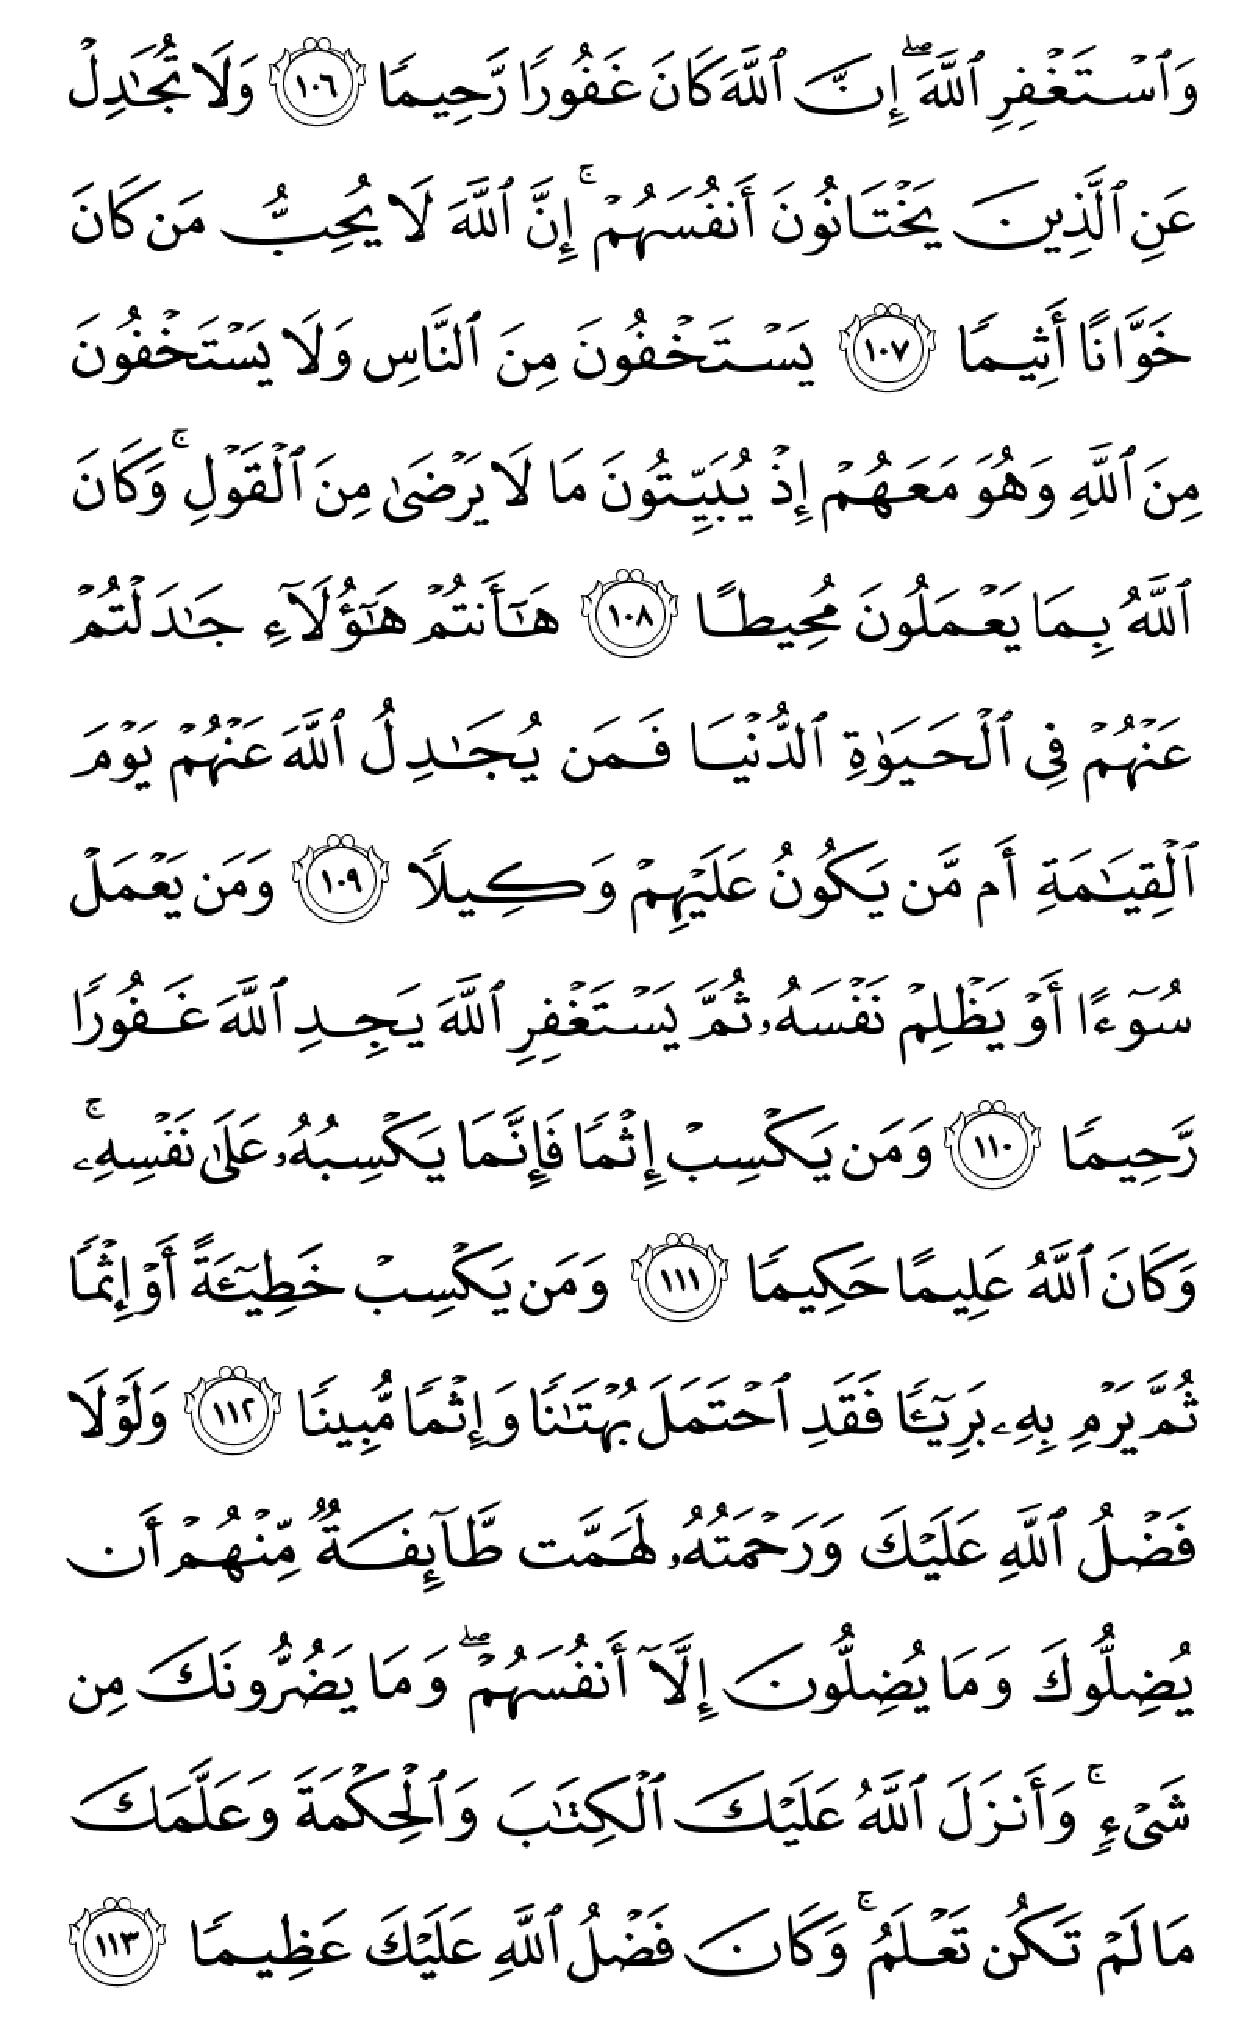 وَٱسْتَغْفِرِ ٱللَّهَ ۖ إِنَّ ٱللَّهَ كَانَ غَفُورًا رَّحِيمًا ١٠٦ وَلَا تُجَٰدِلْ
عَنِ ٱلَّذِينَ يَخْتَانُونَ أَنفُسَهُمْ ۚ إِنَّ ٱللَّهَ لَا يُحِبُّ مَن كَانَ
خَوَّانًا أَثِيمًا ١٠٧ يَسْتَخْفُونَ مِنَ ٱلنَّاسِ وَلَا يَسْتَخْفُونَ
مِنَ ٱللَّهِ وَهُوَ مَعَهُمْ إِذْ يُبَيِّتُونَ مَا لَا يَرْضَىٰ مِنَ ٱلْقَوْلِ ۚ وَكَانَ
ٱللَّهُ بِمَا يَعْمَلُونَ مُحِيطًا ١٠٨ هَٰٓأَنتُمْ هَٰٓؤُلَآءِ جَٰدَلْتُمْ
عَنْهُمْ فِى ٱلْحَيَوٰةِ ٱلدُّنْيَا فَمَن يُجَٰدِلُ ٱللَّهَ عَنْهُمْ يَوْمَ
ٱلْقِيَٰمَةِ أَم مَّن يَكُونُ عَلَيْهِمْ وَكِيلًا ١٠٩ وَمَن يَعْمَلْ
سُوٓءًا أَوْ يَظْلِمْ نَفْسَهُۥ ثُمَّ يَسْتَغْفِرِ ٱللَّهَ يَجِدِ ٱللَّهَ غَفُورًا
رَّحِيمًا ١١٠ وَمَن يَكْسِبْ إِثْمًا فَإِنَّمَا يَكْسِبُهُۥ عَلَىٰ نَفْسِهِۦ ۚ
وَكَانَ ٱللَّهُ عَلِيمًا حَكِيمًا ١١١ وَمَن يَكْسِبْ خَطِيٓـَٔةً أَوْ إِثْمًا
ثُمَّ يَرْمِ بِهِۦ بَرِيٓـًٔا فَقَدِ ٱحْتَمَلَ بُهْتَٰنًا وَإِثْمًا مُّبِينًا ١١٢ وَلَوْلَا
فَضْلُ ٱللَّهِ عَلَيْكَ وَرَحْمَتُهُۥ لَهَمَّت طَّآئِفَةٌ مِّنْهُمْ أَن
يُضِلُّوكَ وَمَا يُضِلُّونَ إِلَّآ أَنفُسَهُمْ ۖ وَمَا يَضُرُّونَكَ مِن
شَىْءٍ ۚ وَأَنزَلَ ٱللَّهُ عَلَيْكَ ٱلْكِتَٰبَ وَٱلْحِكْمَةَ وَعَلَّمَكَ
مَا لَمْ تَكُن تَعْلَمُ ۚ وَكَانَ فَضْلُ ٱللَّهِ عَلَيْكَ عَظِيمًا ١١٣